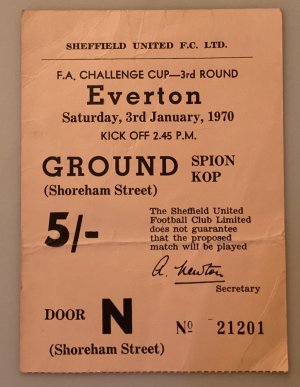 SHEFFIELD UNITED F.C. LTD.
F.A. CHALLENGE CUP—3rd ROUND
Everton
Saturday, 3rd January, 1970
KICK OFF 2.45 P.M.
GROUND SPION KOP
(Shoreham Street)
5/-
The Sheffield United
Football Club Limited
does not guarantee
that the proposed
match will be played
A. Newton
Secretary
DOOR N Nº 21201
(Shoreham Street)